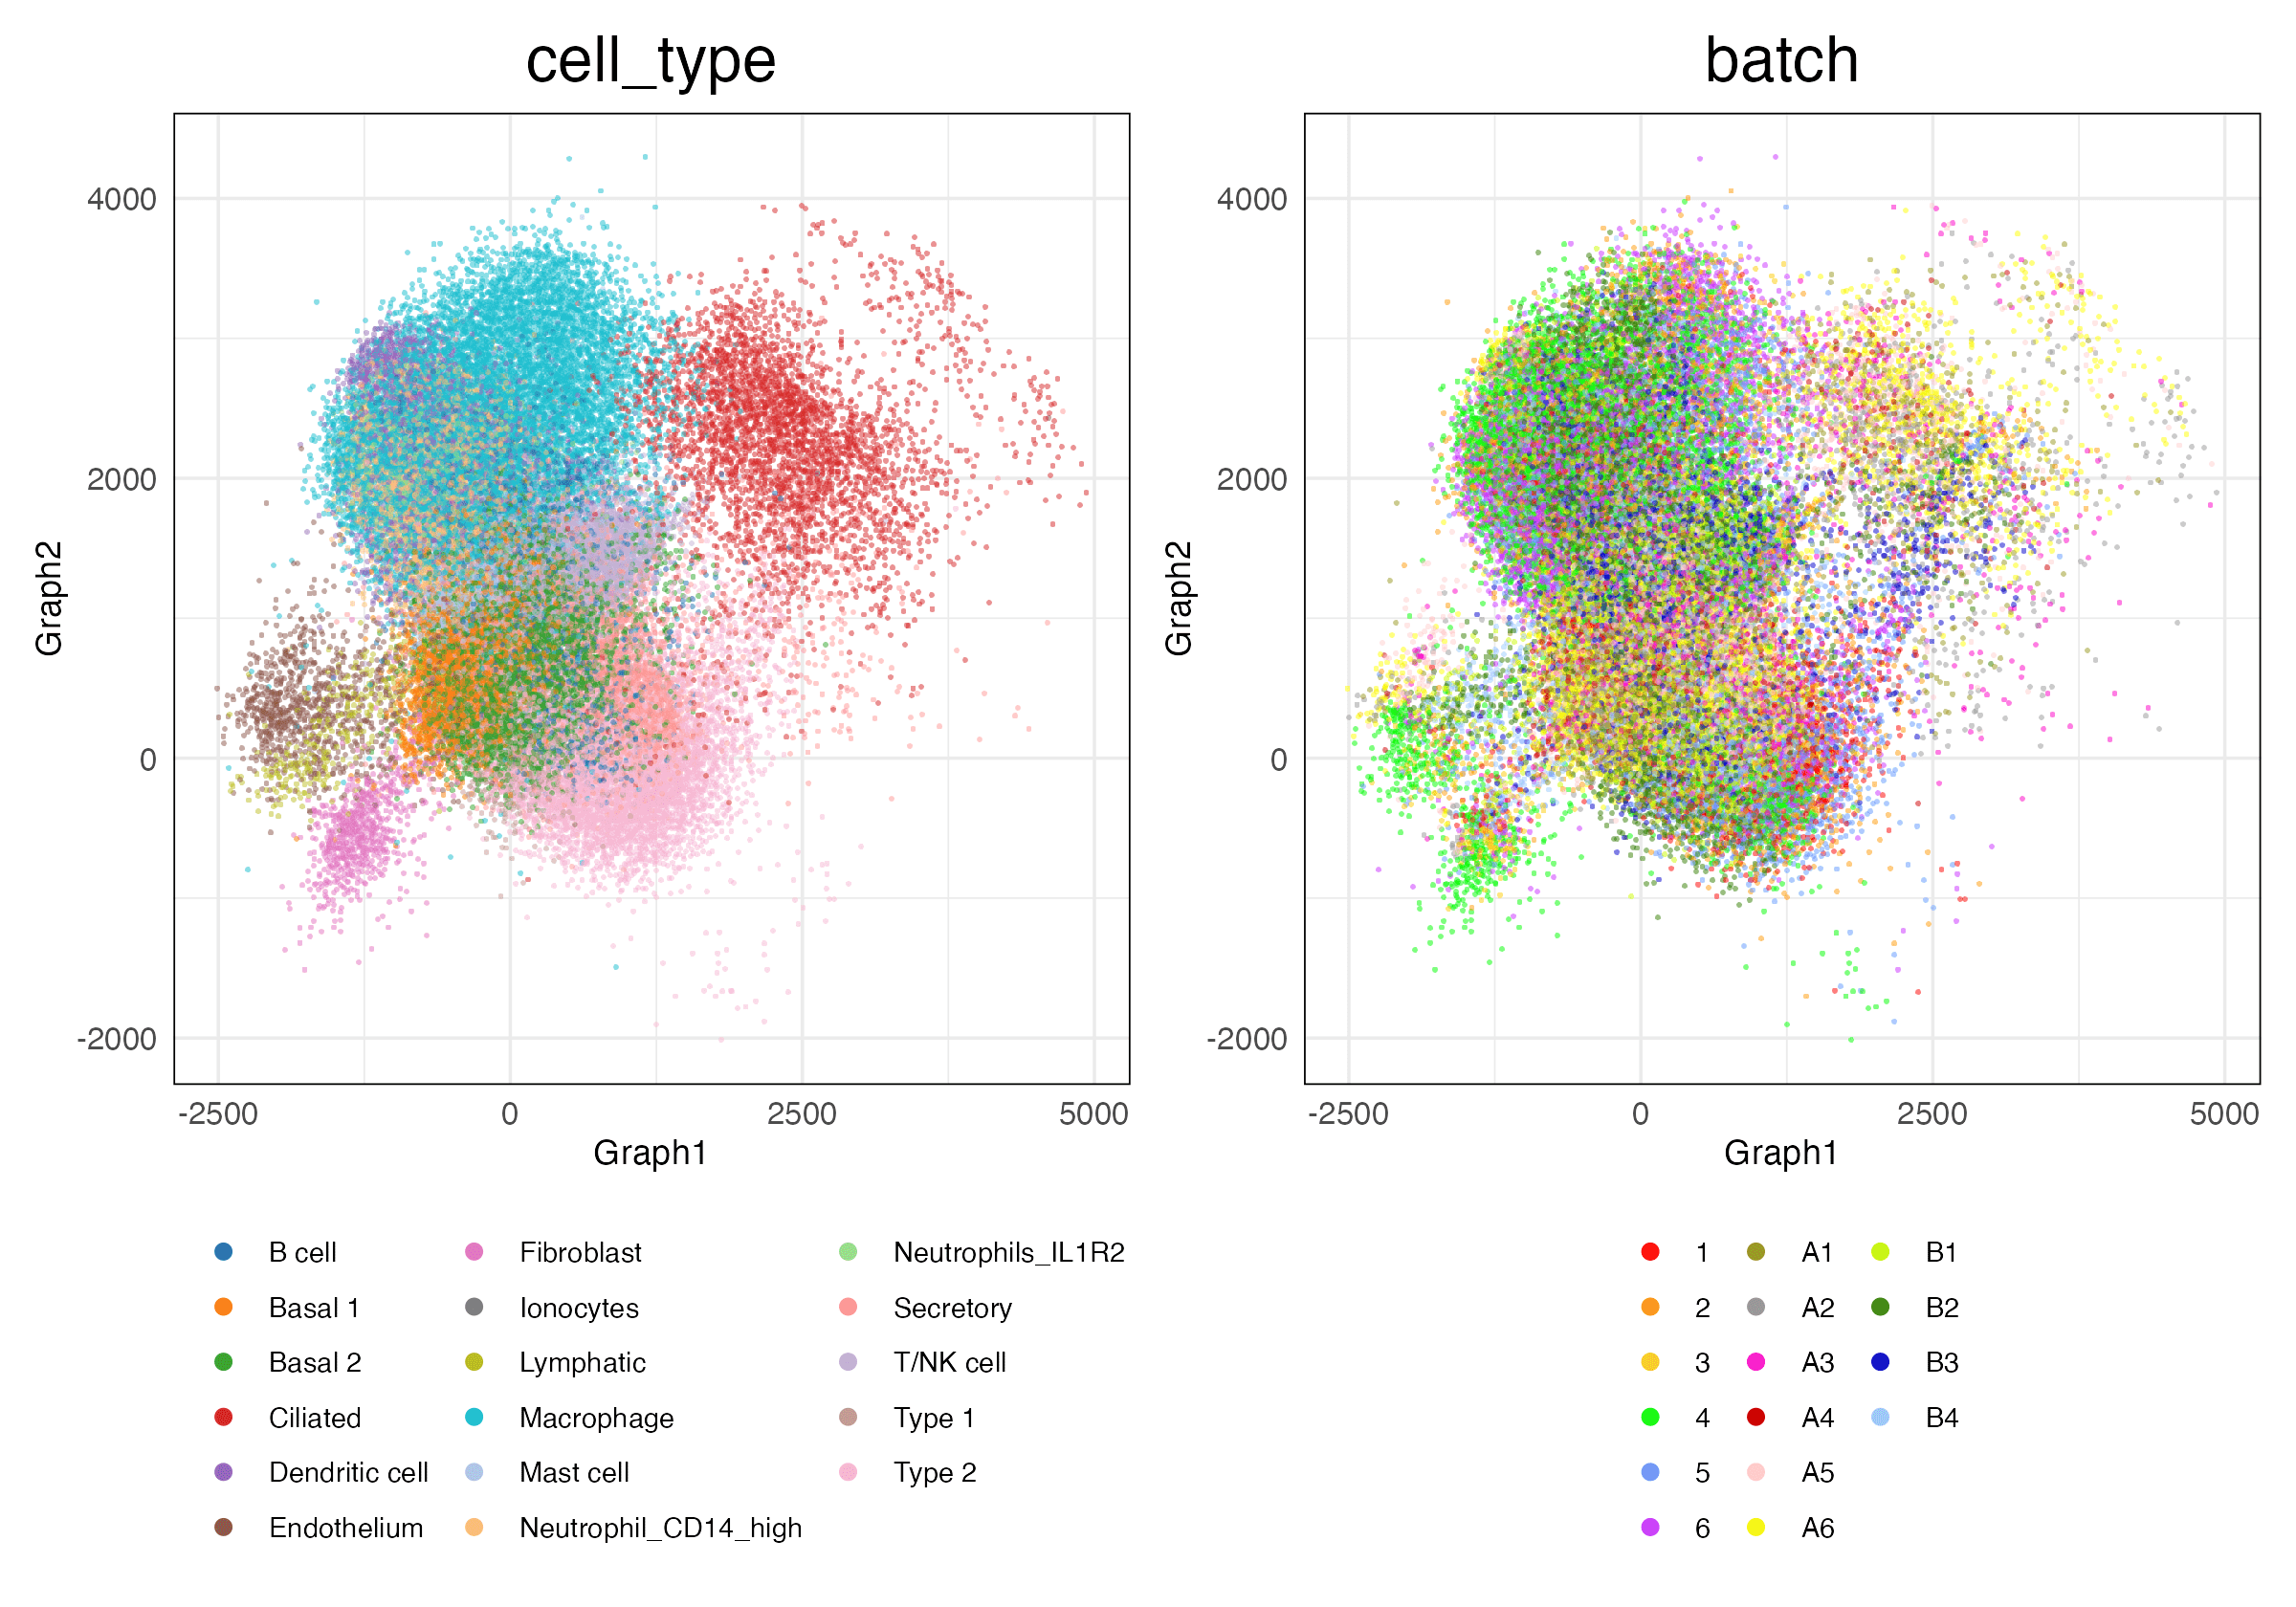 cell_type
batch
4000
2000
0
-2000
Graph2
-2500 0 2500 5000
Graph1
4000
2000
0
-2000
Graph2
-2500 0 2500 5000
Graph1
B cell Fibroblast Neutrophils_IL1R2
Basal 1 Ionocytes Secretory
Basal 2 Lymphatic T/NK cell
Ciliated Macrophage Type 1
Dendritic cell Mast cell Type 2
Endothelium Neutrophil_CD14_high
1 A1 B1
2 A2 B2
3 A3 B3
4 A4 B4
5 A5
6 A6